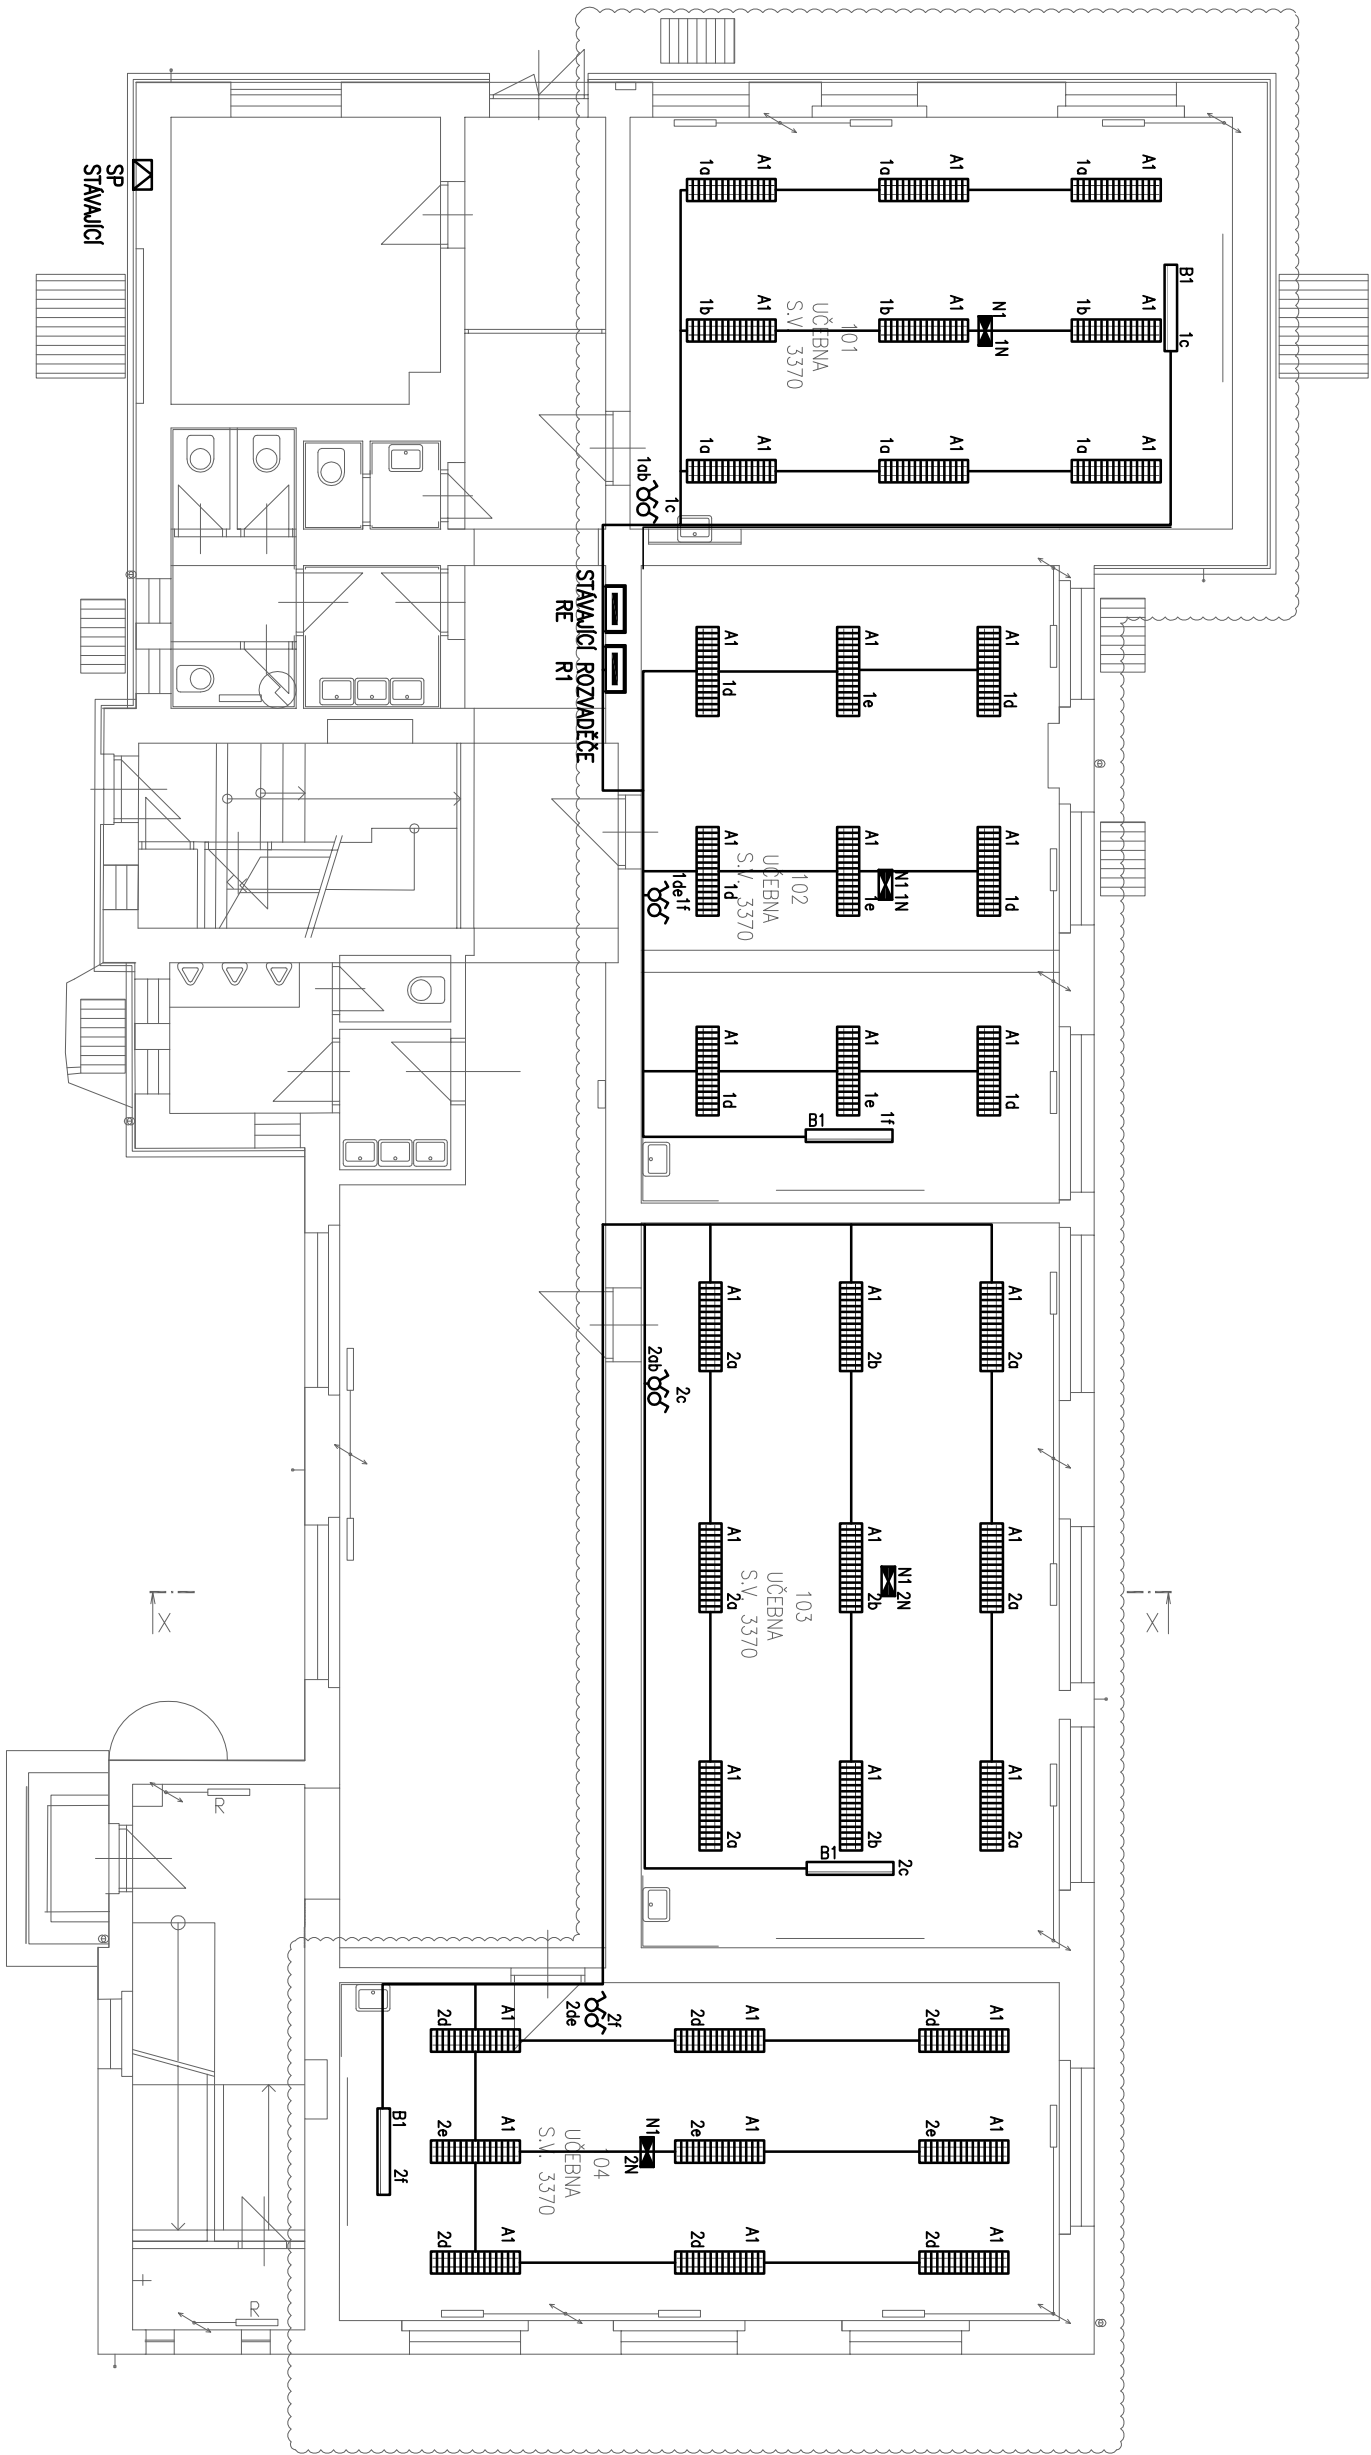 SP
STÁVAJÍCÍ
A1
1a
A1
1a
A1
1a
B1
1c
A1
1b
A1
1b
N1
1N
A1
1b
101
UČEBNA
S.V. 3370
A1
1a
A1
1a
A1
1a
1ab
1c
STÁVAJÍCÍ ROZVADĚČE
RE
R1
A1
1d
A1
1e
A1
1d
A1
1d
A1
1e
N1
1N
A1
1d
102
UČEBNA
S.V. 3370
1de
1f
A1
1d
A1
1e
A1
1d
B1
1f
A1
2a
A1
2b
A1
2a
2ab
2c
A1
2a
A1
2b
N1
2N
A1
2a
103
UČEBNA
S.V. 3370
X
X
A1
2a
A1
2b
A1
2a
B1
2c
R
2de
2f
A1
2d
A1
2d
A1
2d
B1
2f
A1
2e
N1
2N
A1
2e
A1
2e
104
UČEBNA
S.V. 3370
A1
2d
A1
2d
A1
2d
R